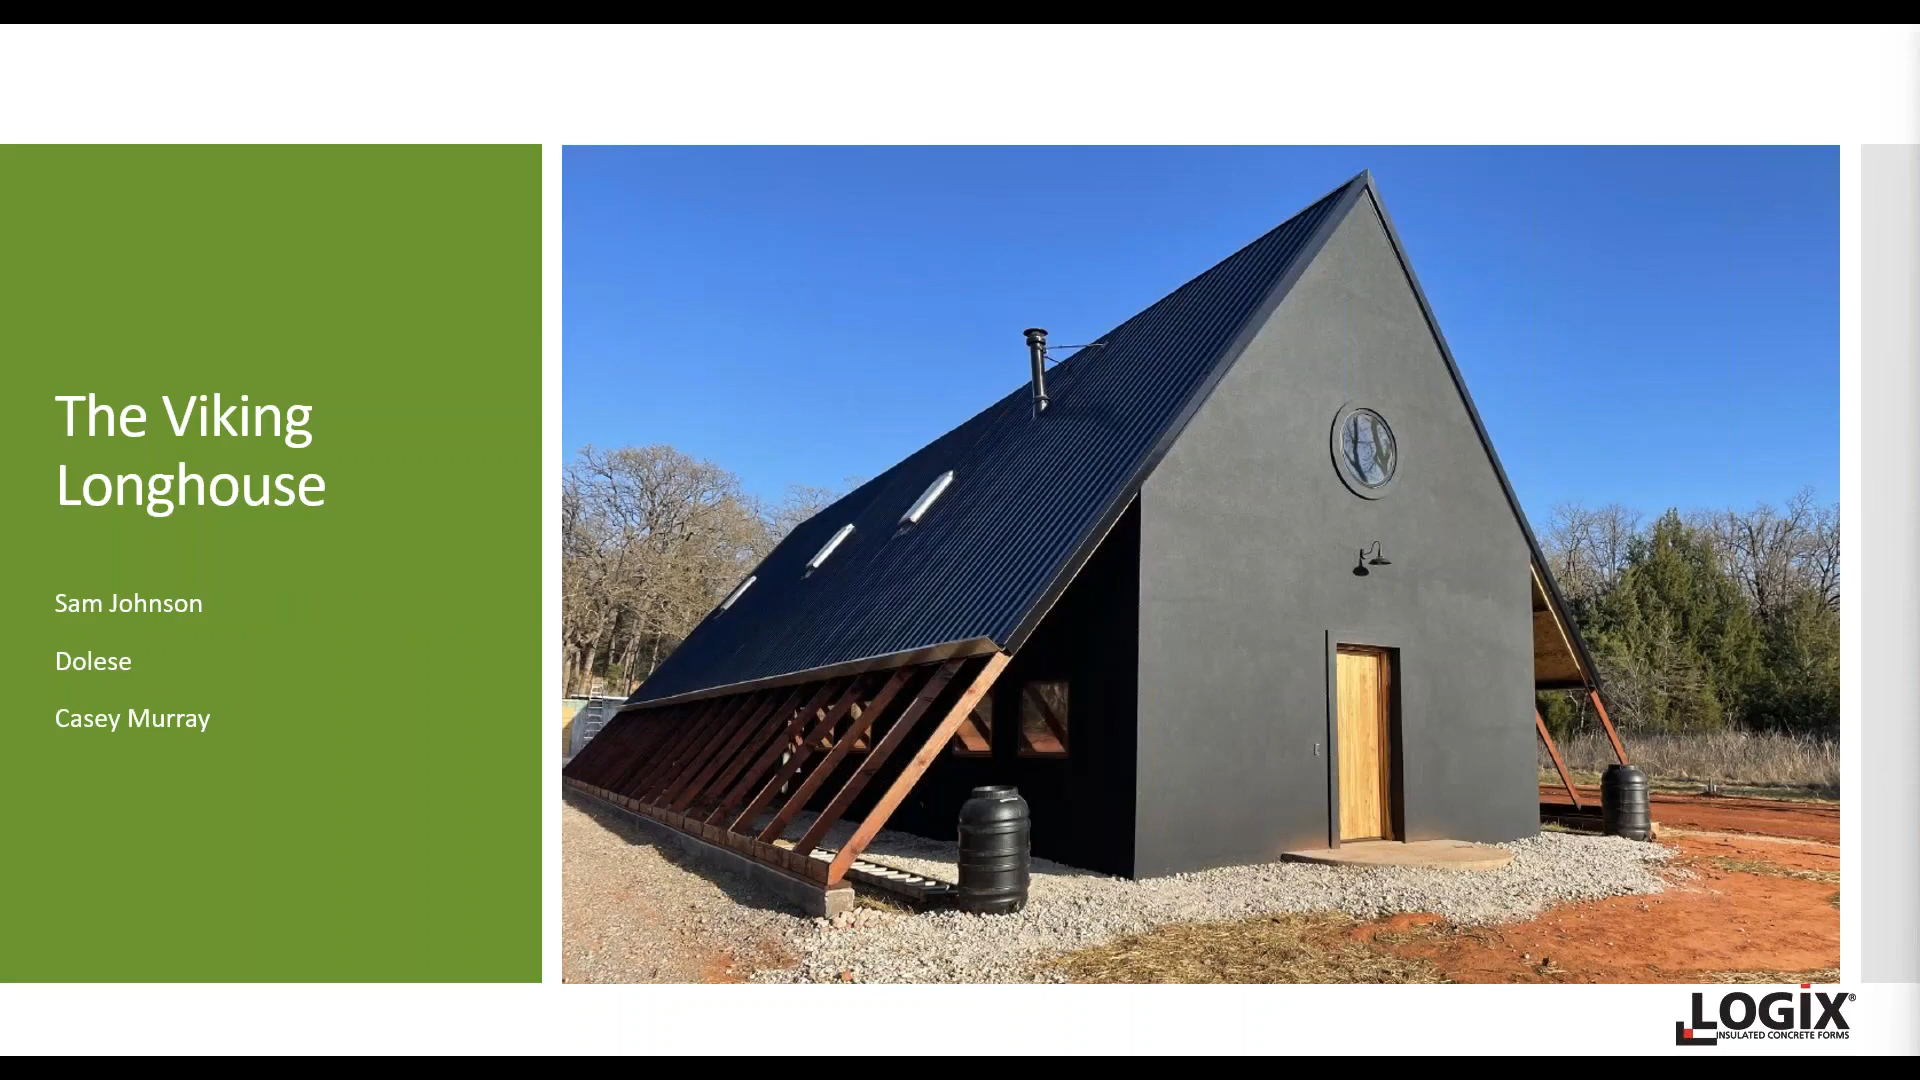 The Viking
Longhouse
Sam Johnson
Dolese
Casey Murray
LOGIX®
INSULATED CONCRETE FORMS